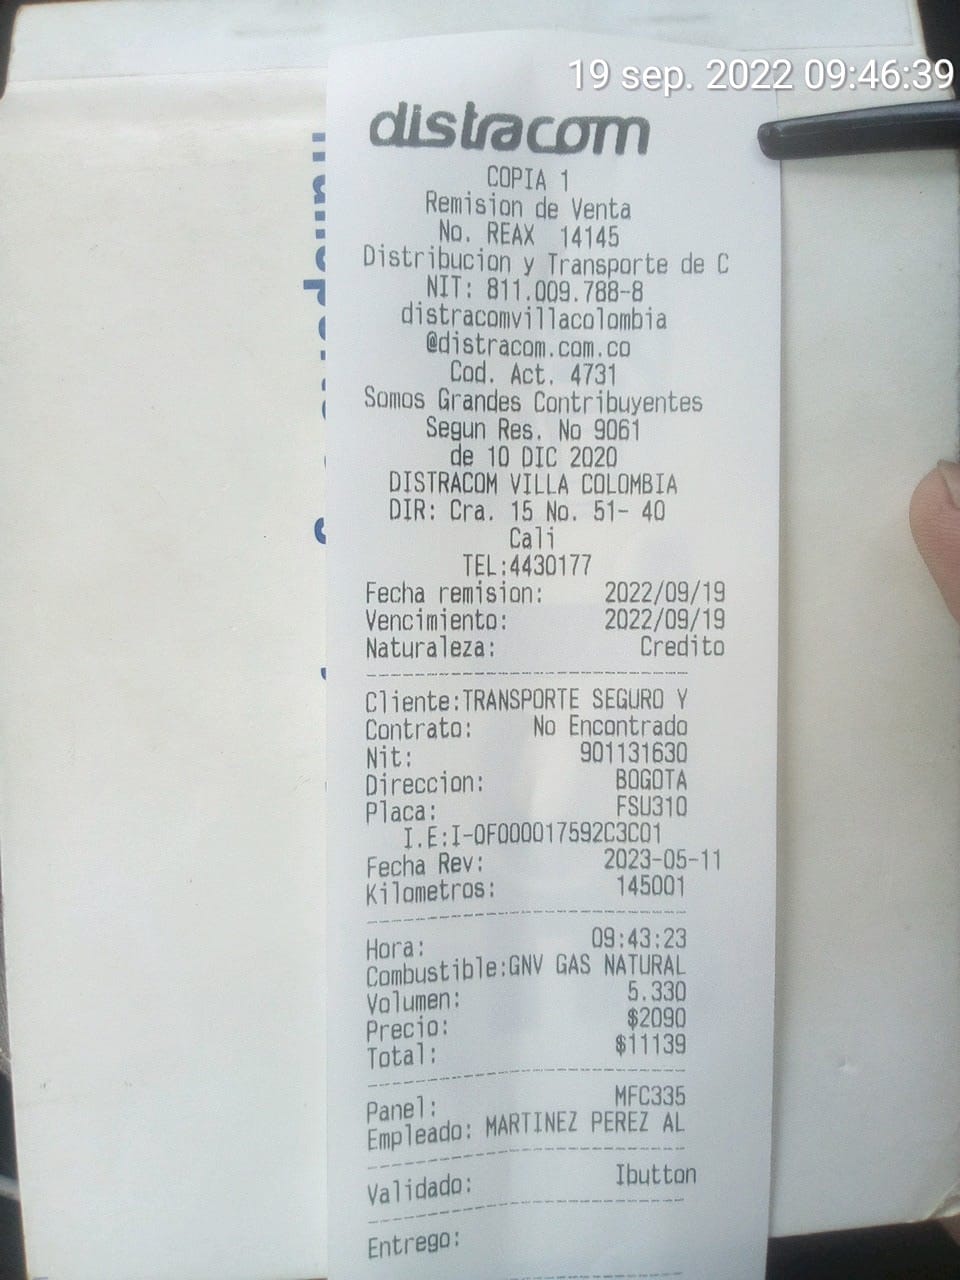 19 sep. 2022 09:46:39
distracom
COPIA 1
Remision de Venta
No. REAX 14145
Distribucion y Transporte de C
NIT: 811.009.788-8
distracomvillacolombia
@distracom.com.co
Cod. Act. 4731
Somos Grandes Contribuyentes
Segun Res. No 9061
de 10 DIC 2020
DISTRACOM VILLA COLOMBIA
DIR: Cra. 15 No. 51- 40
Cali
TEL:4430177
Fecha remision: 2022/09/19
Vencimiento: 2022/09/19
Naturaleza: Credito
Cliente:TRANSPORTE SEGURO Y
Contrato: No Encontrado
Nit: 901131630
Direccion: BOGOTA
Placa: FSU310
I.E:I-0F000017592C3C01
Fecha Rev: 2023-05-11
Kilometros: 145001
Hora: 09:43:23
Combustible:GNV GAS NATURAL
Volumen: 5.330
Precio: $2090
Total: $11139
Panel: MFC335
Empleado: MARTINEZ PEREZ AL
Validado: Ibutton
Entrego: